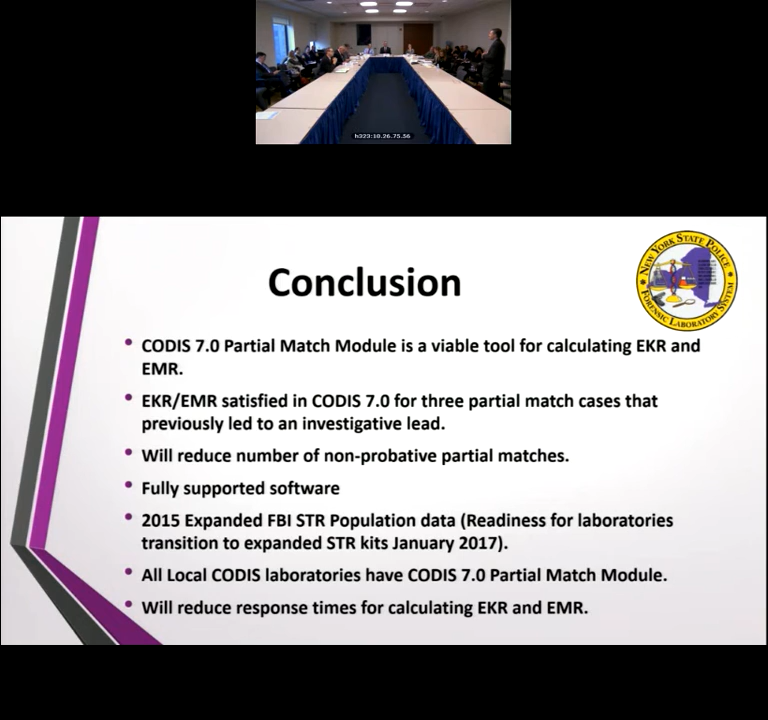 h323:10.26.75.56
Conclusion
NEW YORK STATE POLICE
FORENSIC LABORATORY SYSTEM
• CODIS 7.0 Partial Match Module is a viable tool for calculating EKR and
EMR.
• EKR/EMR satisfied in CODIS 7.0 for three partial match cases that
previously led to an investigative lead.
• Will reduce number of non-probative partial matches.
• Fully supported software
• 2015 Expanded FBI STR Population data (Readiness for laboratories
transition to expanded STR kits January 2017).
• All Local CODIS laboratories have CODIS 7.0 Partial Match Module.
• Will reduce response times for calculating EKR and EMR.